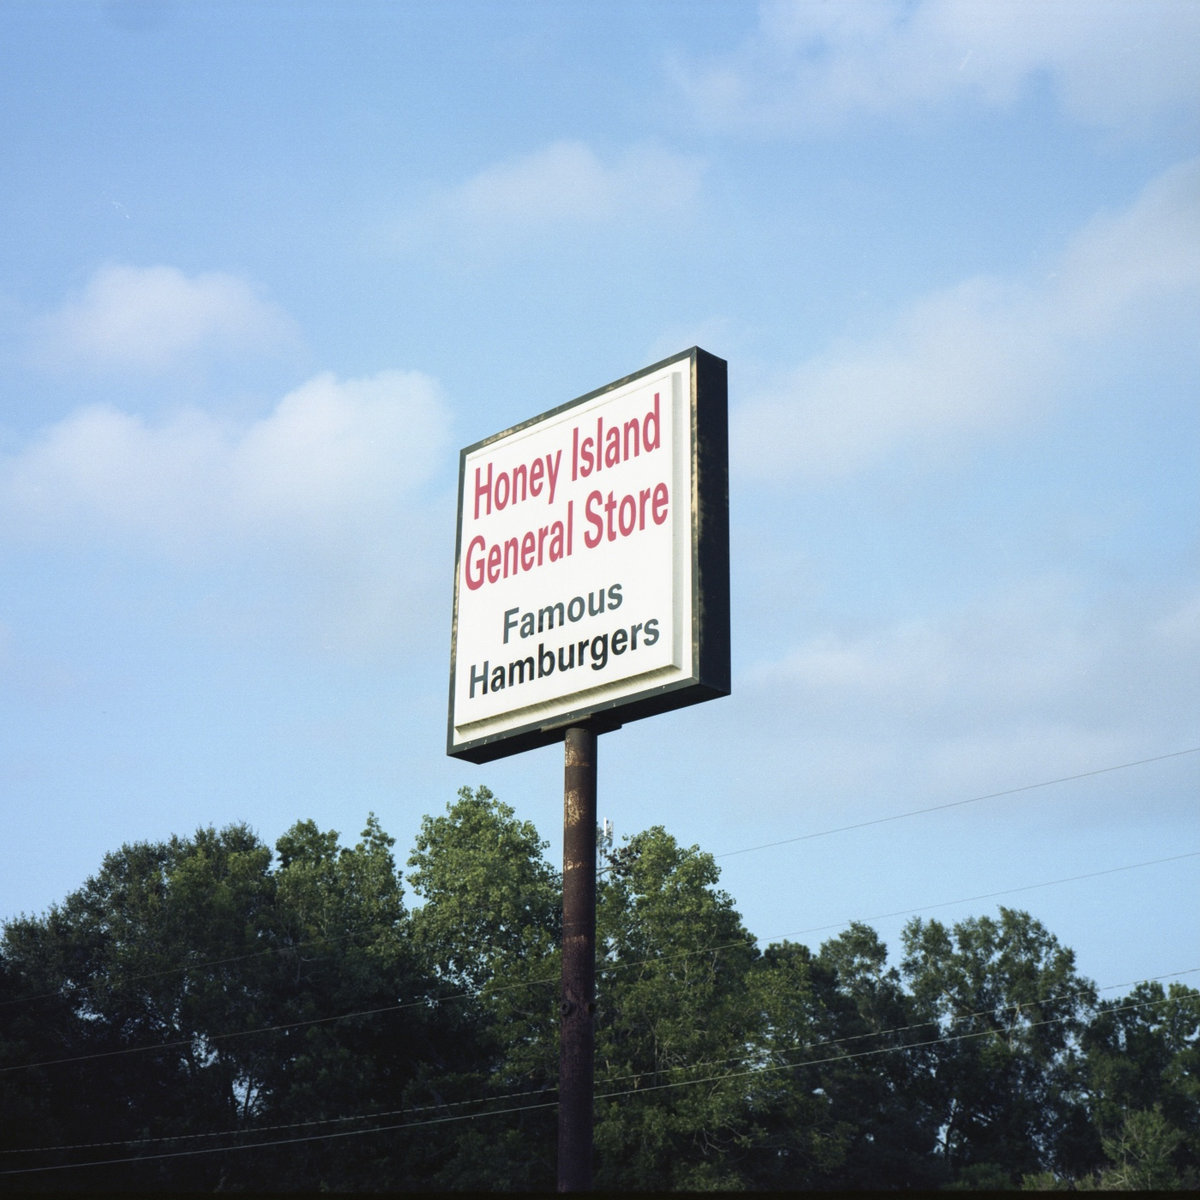 Honey Island
General Store
Famous
Hamburgers